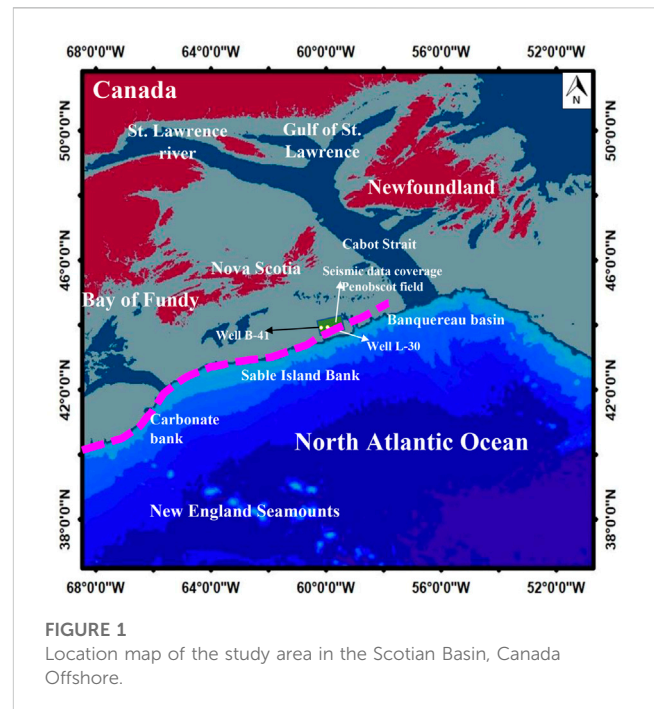 68°0'0"W 64°0'0"W 60°0'0"W 56°0'0"W 52°0'0"W
Canada
N
St. Lawrence
river
Gulf of St.
Lawrence
50°0'0"N
50°0'0"N
Newfoundland
Cabot Strait
46°0'0"N
46°0'0"N
Nova Scotia
Seismic data coverage
Penobscot field
Bay of Fundy
Banquereau basin
Well B-41
Well L-30
Sable Island Bank
42°0'0"N
42°0'0"N
Carbonate
bank
North Atlantic Ocean
New England Seamounts
38°0'0"N
38°0'0"N
68°0'0"W 64°0'0"W 60°0'0"W 56°0'0"W 52°0'0"W
FIGURE 1
Location map of the study area in the Scotian Basin, Canada
Offshore.